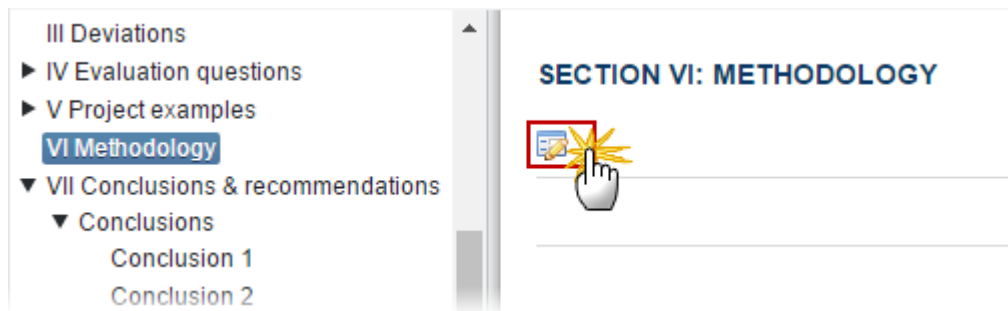 III Deviations
IV Evaluation questions
V Project examples
VI Methodology
VII Conclusions & recommendations
Conclusions
Conclusion 1
Conclusion 2
SECTION VI: METHODOLOGY